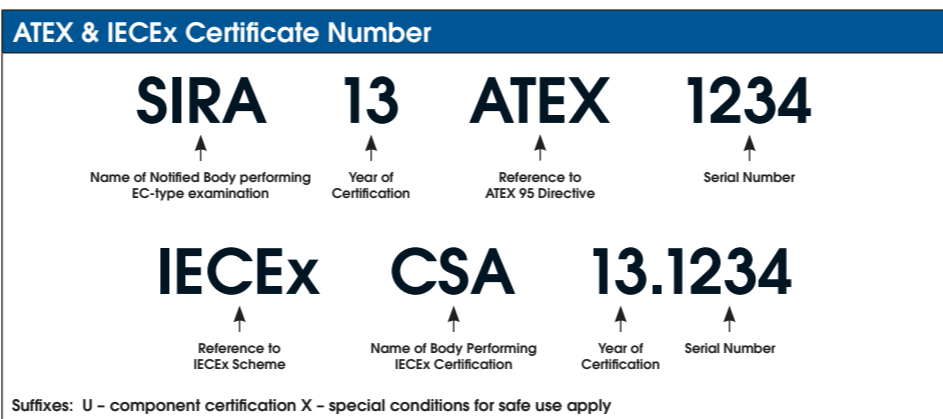 ATEX & IECEx Certificate Number
SIRA 13 ATEX 1234
Name of Notified Body performing Year of Reference to Serial Number
EC-type examination Certification ATEX 95 Directive
IECEx CSA 13.1234
Reference to Name of Body Performing Year of Serial Number
IECEx Scheme IECEx Certification Certification
Suffixes: U – component certification X – special conditions for safe use apply